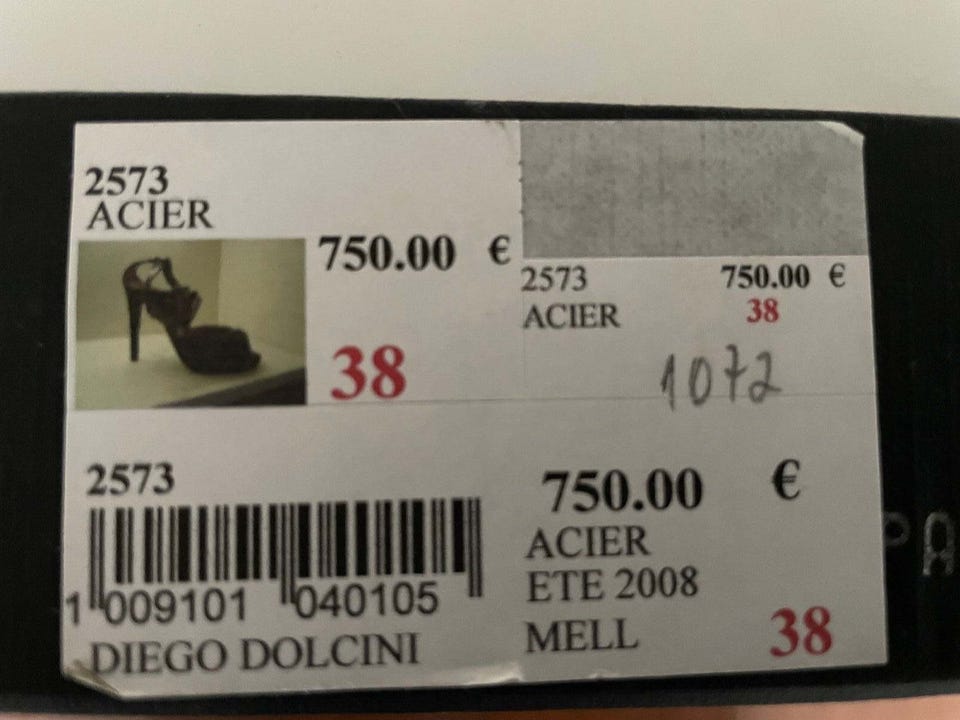 2573
ACIER
750.00 €
38
2573
750.00 €
ACIER
38
1072
2573
1 009101 040105
DIEGO DOLCINI
750.00 €
ACIER
ETE 2008
MELL
38